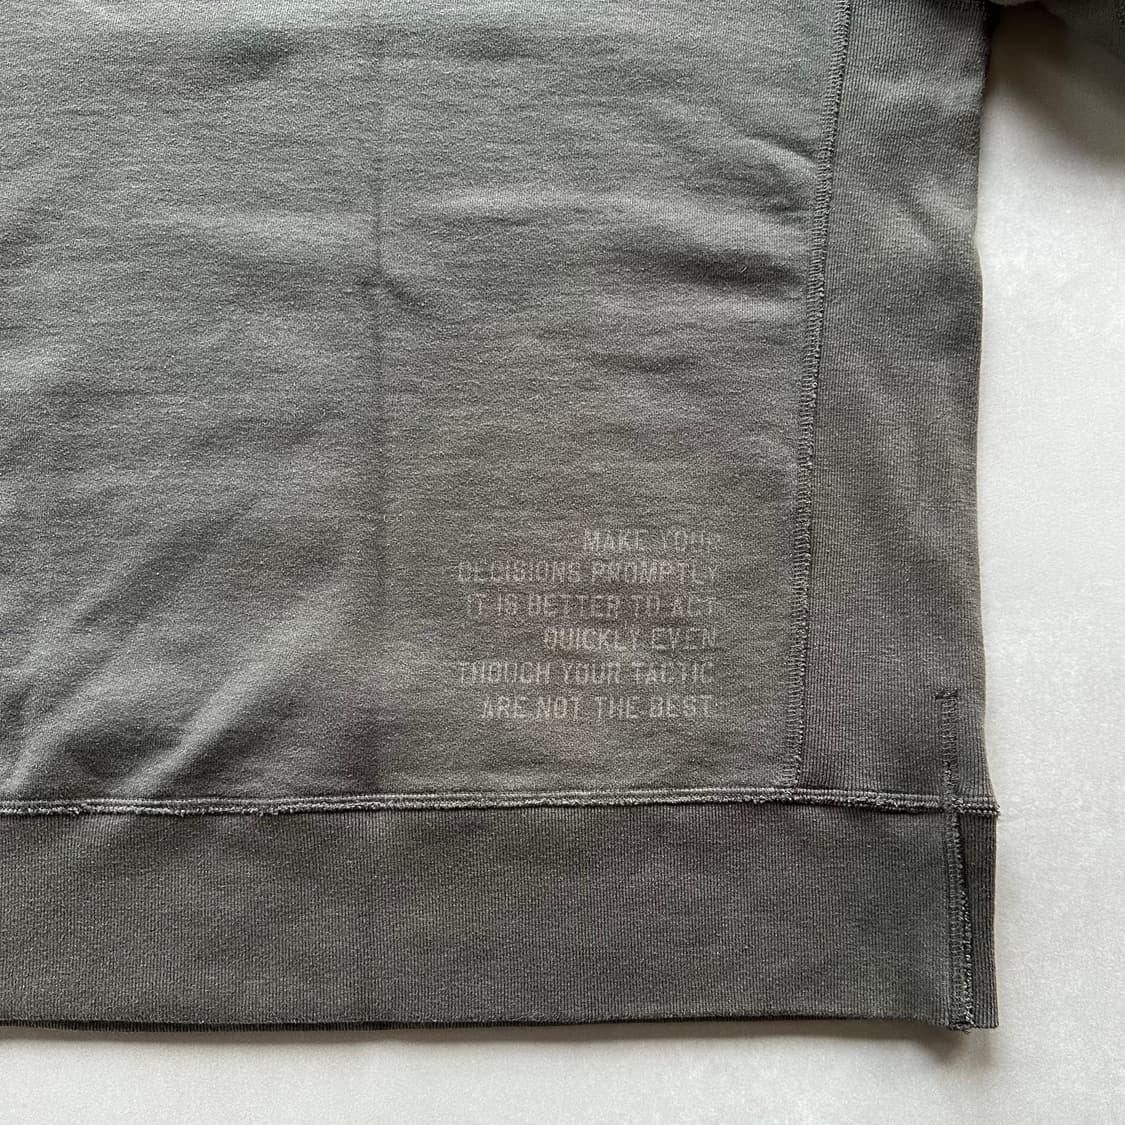 MAKE YOUR
DECISIONS PROMPTLY
IT IS BETTER TO ACT
QUICKLY EVEN
THOUGH YOUR TACTIC
ARE NOT THE BEST